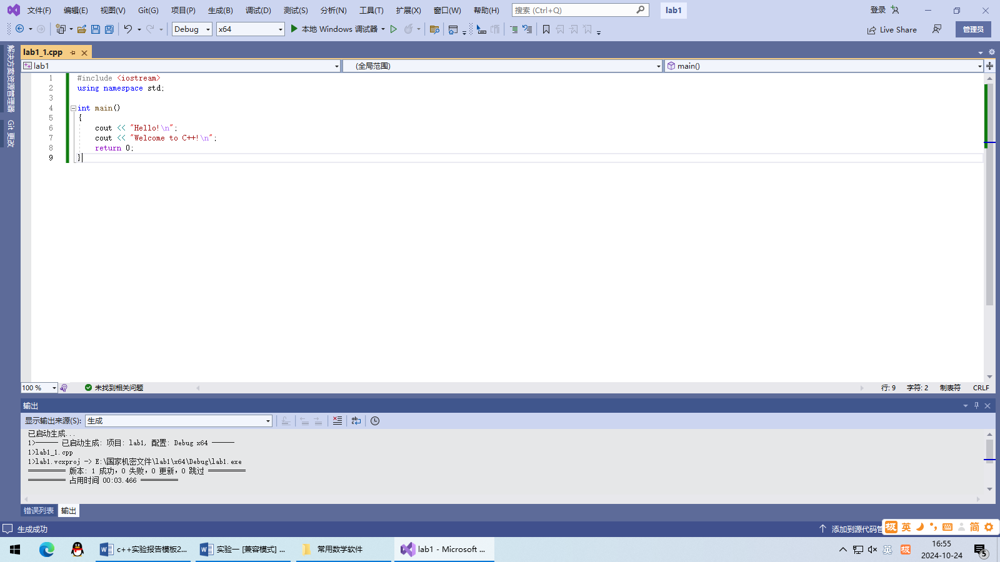 文件(F) 编辑(E) 视图(V) Git(G) 项目(P) 生成(B) 调试(D) 测试(S) 分析(N) 工具(T) 扩展(X) 窗口(W) 帮助(H) 搜索 (Ctrl+Q) lab1 登录
Debug x64 本地 Windows 调试器 Live Share 管理员
解决方案资源管理器
Git 更改
lab1_1.cpp
lab1 (全局范围) main()
1 #include <iostream>
2 using namespace std;
3
4 int main()
5 {
6 cout << "Hello!\n";
7 cout << "Welcome to C++!\n";
8 return 0;
9 }
100 % 未找到相关问题 行: 9 字符: 2 制表符 CRLF
输出
显示输出来源(S): 生成
已启动生成...
1>------ 已启动生成: 项目: lab1, 配置: Debug x64 ------
1>lab1_1.cpp
1>lab1.vcxproj -> E:\国家机密文件\lab1\x64\Debug\lab1.exe
========== 版本: 1 成功，0 失败，0 更新，0 跳过 ==========
========== 占用时间 00:03.466 ==========
错误列表 输出
生成成功 添加到源代码管 极 英 简
c++实验报告模板2... 实验一 [兼容模式] ... 常用数学软件 lab1 - Microsoft ... 英 极 16:55
2024-10-24 5